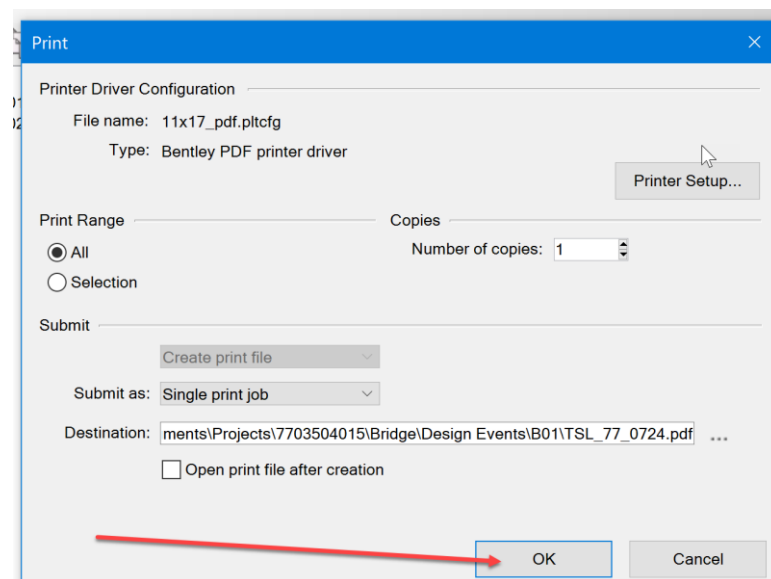 Print
Printer Driver Configuration
File name: 11x17_pdf.pltcfg
Type: Bentley PDF printer driver
Printer Setup...
Print Range
Copies
All
Number of copies: 1
Selection
Submit
Create print file
Submit as: Single print job
Destination: ments\Projects\7703504015\Bridge\Design Events\B01\TSL_77_0724.pdf ...
Open print file after creation
OK
Cancel